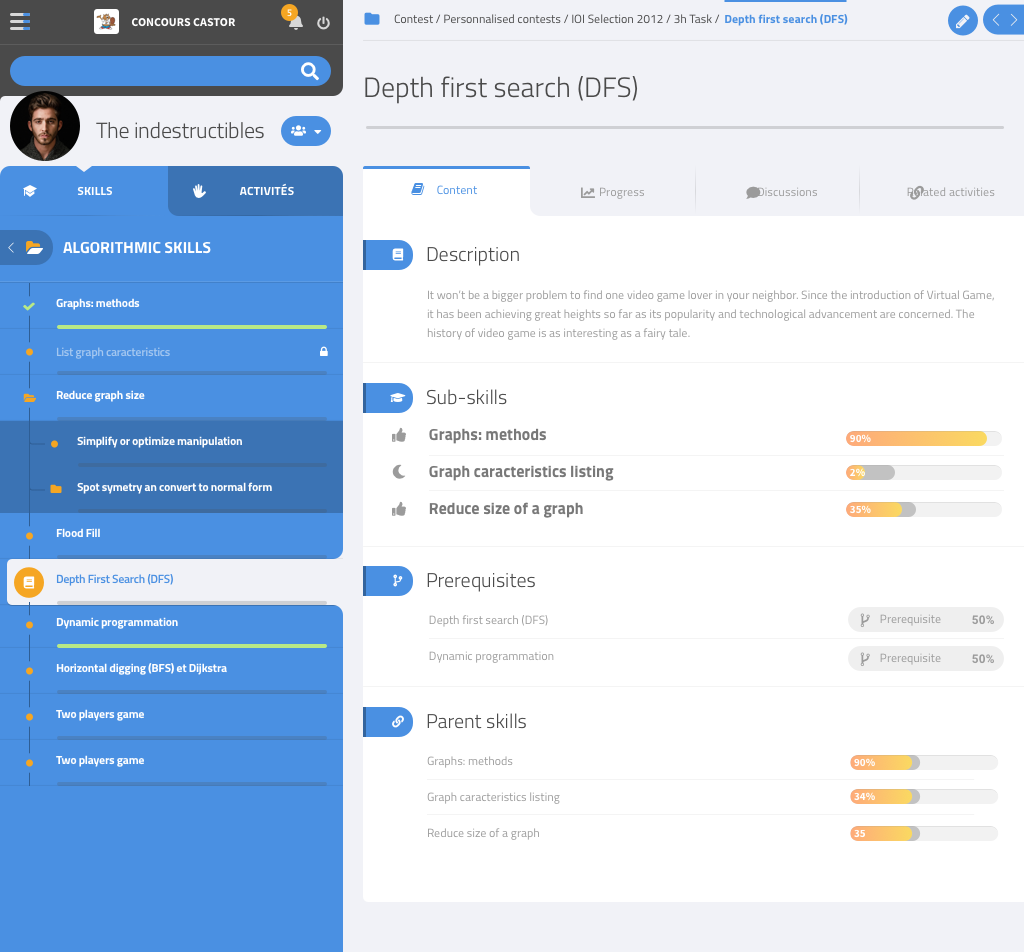 CONCOURS CASTOR
5
The indestructibles
SKILLS
ACTIVITÉS
ALGORITHMIC SKILLS
Graphs: methods
List graph caracteristics
Reduce graph size
Simplify or optimize manipulation
Spot symetry an convert to normal form
Flood Fill
Depth First Search (DFS)
Dynamic programmation
Horizontal digging (BFS) et Dijkstra
Two players game
Two players game
Contest / Personnalised contests / IOI Selection 2012 / 3h Task / Depth first search (DFS)
Depth first search (DFS)
Content
Progress
Discussions
Related activities
Description
It won't be a bigger problem to find one video game lover in your neighbor. Since the introduction of Virtual Game,
it has been achieving great heights so far as its popularity and technological advancement are concerned. The
history of video game is as interesting as a fairy tale.
Sub-skills
Graphs: methods 90%
Graph caracteristics listing 2%
Reduce size of a graph 35%
Prerequisites
Depth first search (DFS) Prerequisite 50%
Dynamic programmation Prerequisite 50%
Parent skills
Graphs: methods 90%
Graph caracteristics listing 34%
Reduce size of a graph 35